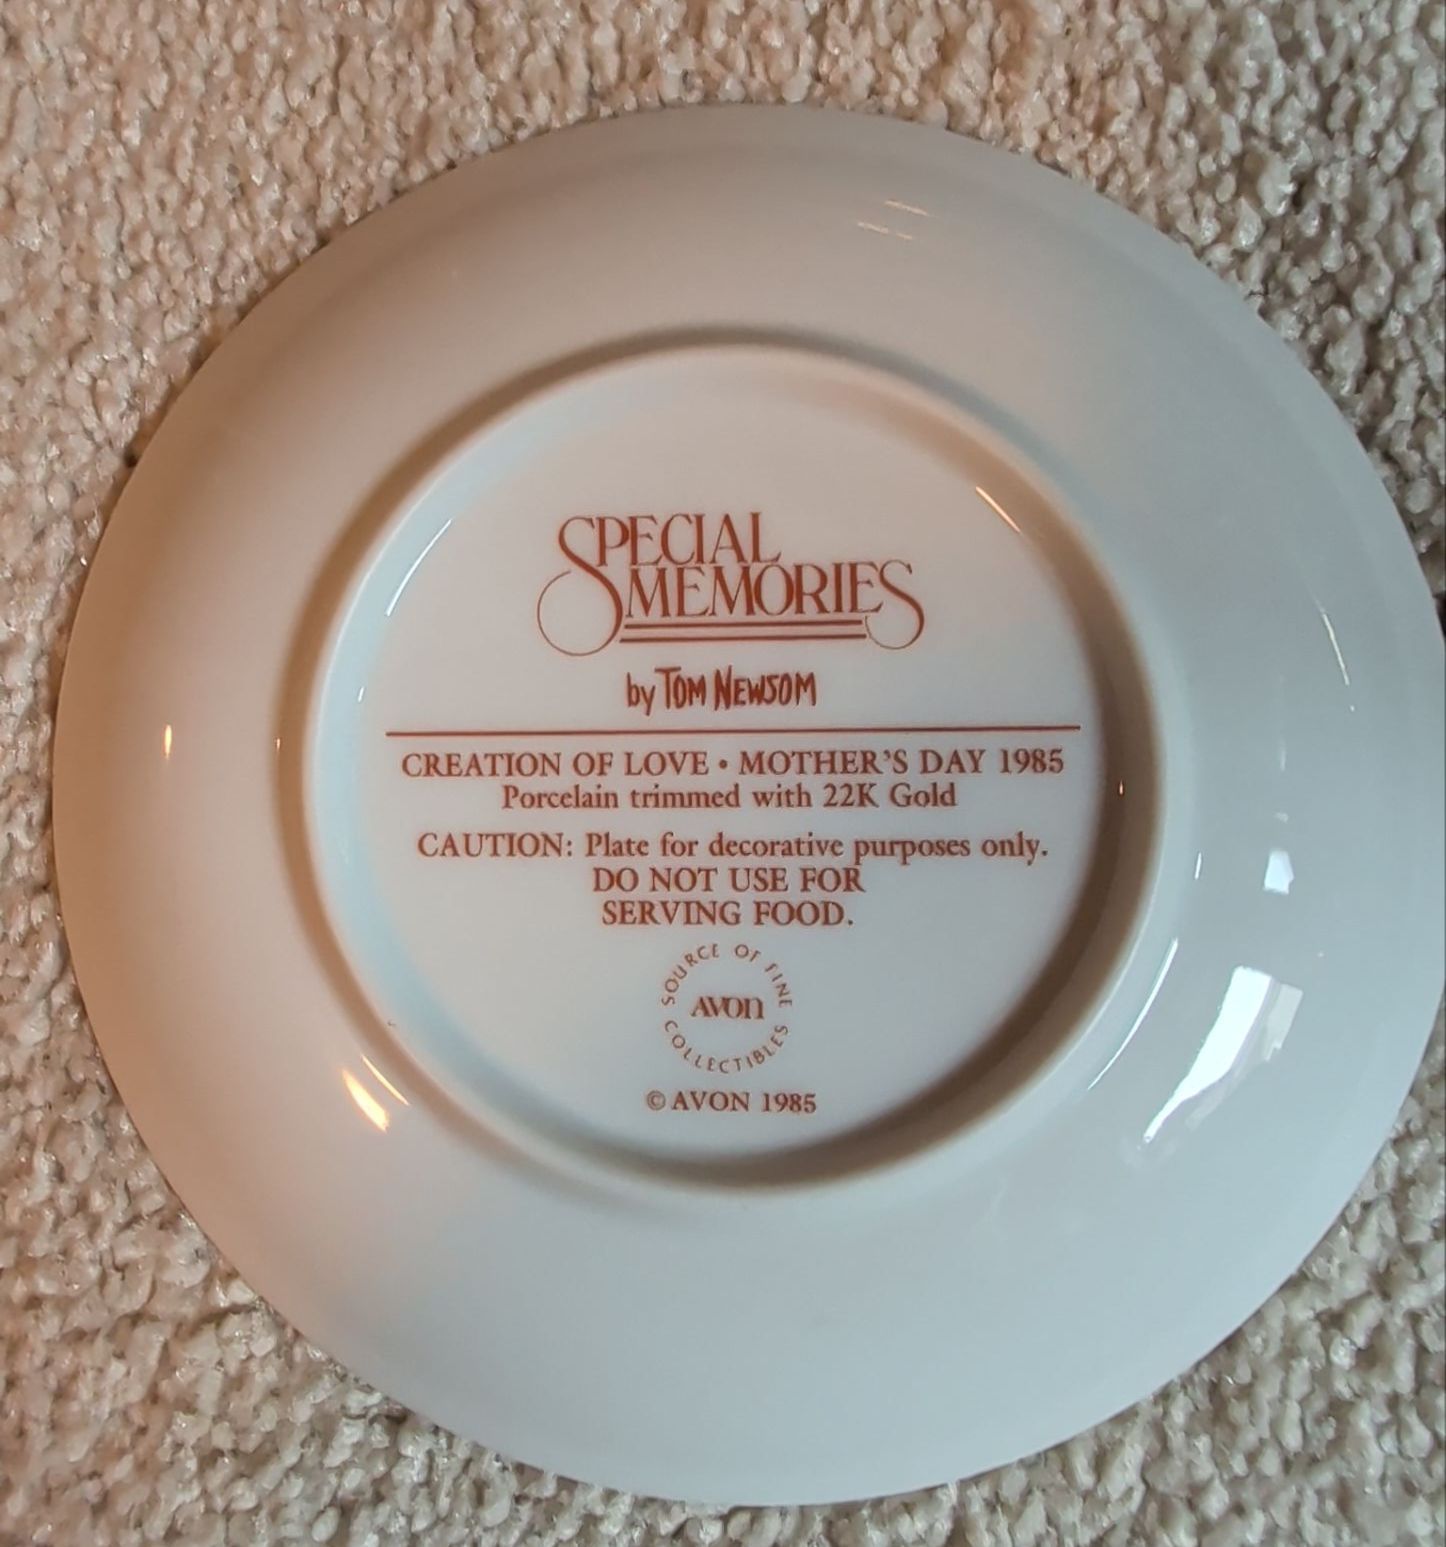 SPECIAL
MEMORIES
by TOM NEWSOM
CREATION OF LOVE • MOTHER'S DAY 1985
Porcelain trimmed with 22K Gold
CAUTION: Plate for decorative purposes only.
DO NOT USE FOR
SERVING FOOD.
SOURCE OF FINE
AVON
COLLECTIBLES
© AVON 1985